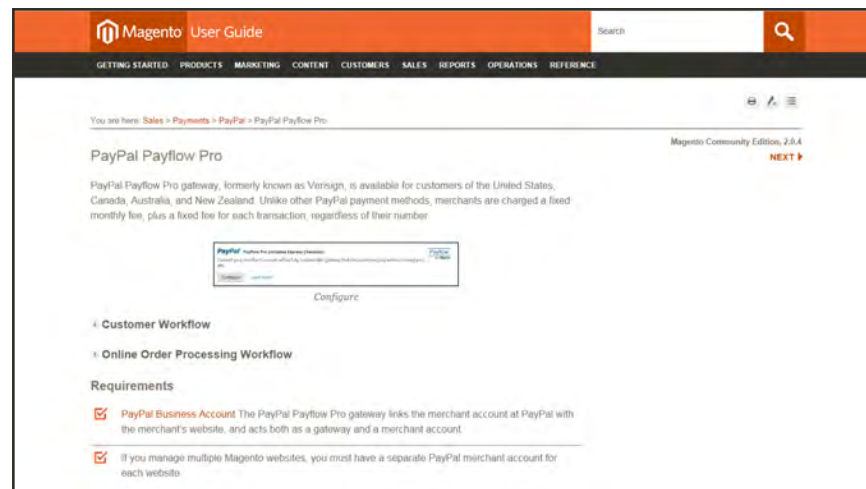 Magento User Guide
Search
GETTING STARTED PRODUCTS MARKETING CONTENT CUSTOMERS SALES REPORTS OPERATIONS REFERENCE
You are here: Sales > Payments > PayPal > PayPal Payflow Pro
Magento Community Edition, 2.0.4
NEXT
PayPal Payflow Pro
PayPal Payflow Pro gateway, formerly known as Verisign, is available for customers of the United States,
Canada, Australia, and New Zealand. Unlike other PayPal payment methods, merchants are charged a fixed
monthly fee, plus a fixed fee for each transaction, regardless of their number.
PayPal Payflow Pro
Configure
Configure
Customer Workflow
Online Order Processing Workflow
Requirements
PayPal Business Account The PayPal Payflow Pro gateway links the merchant account at PayPal with
the merchant's website, and acts both as a gateway and a merchant account.
If you manage multiple Magento websites, you must have a separate PayPal merchant account for
each website.